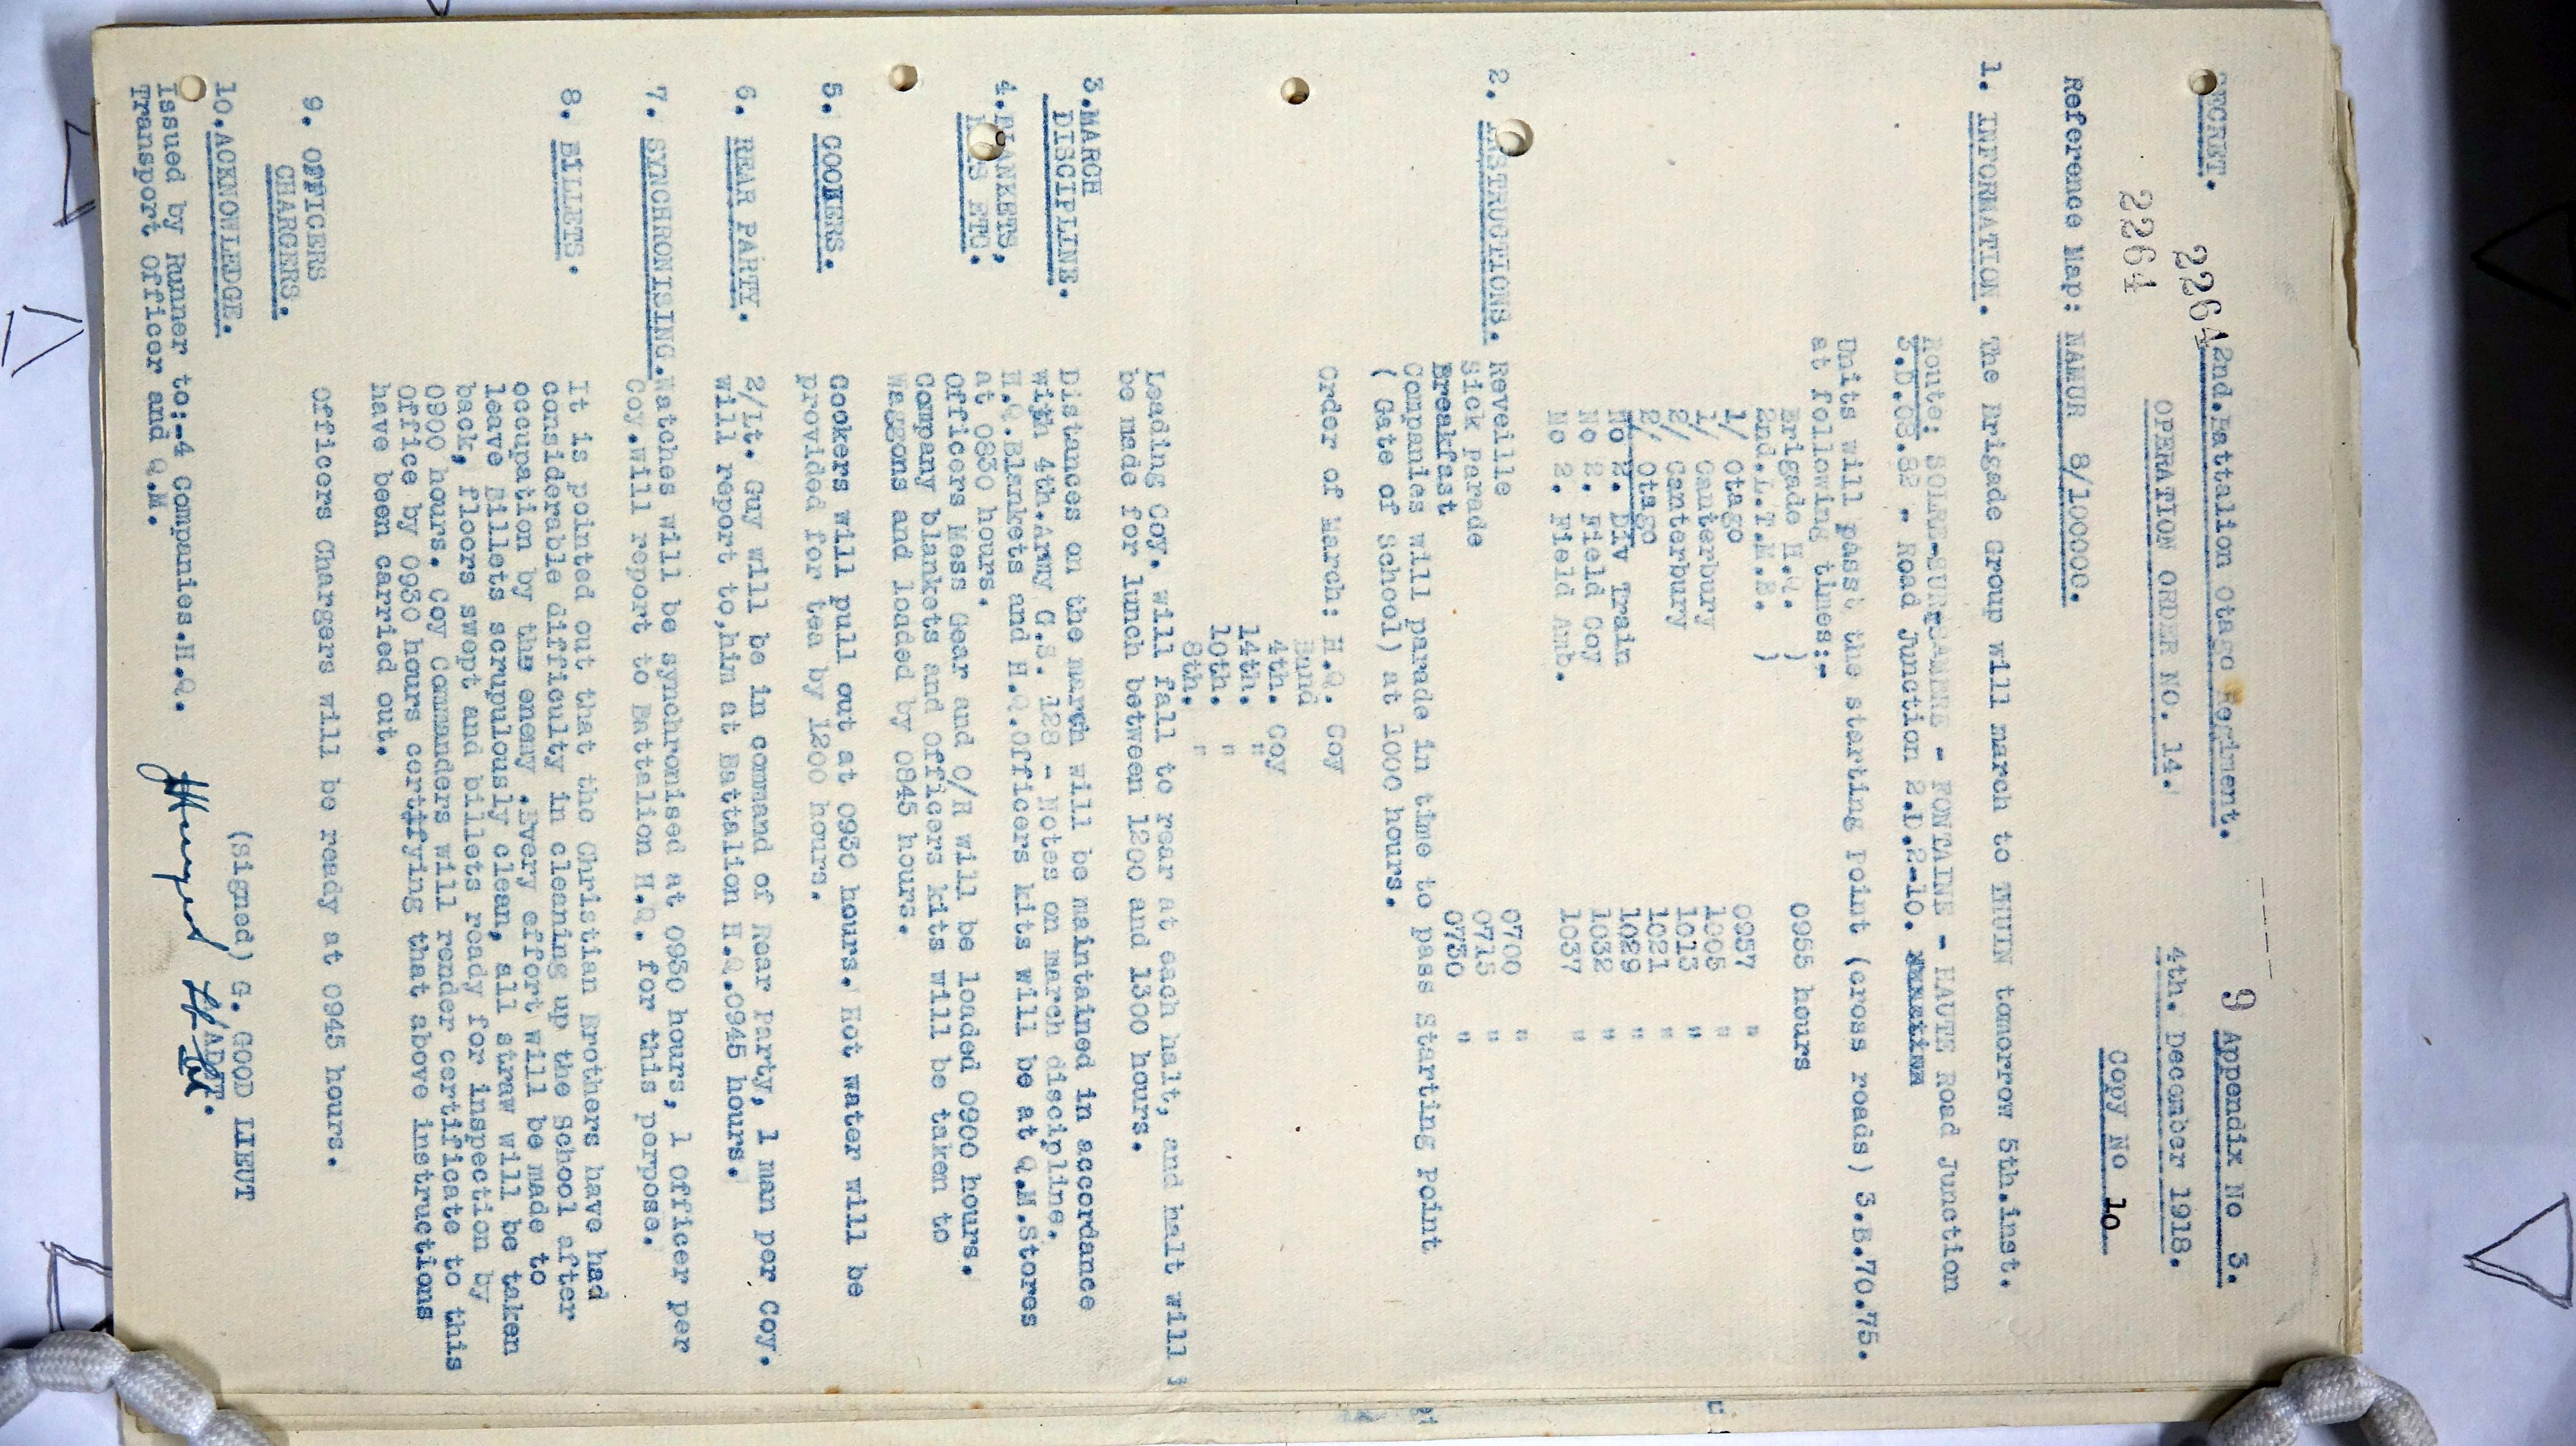 SECRET.
2264 2nd.Battalion Otago Regiment.
9 Appendix No 3.
2264
OPERATION ORDER NO. 14.
4th. December 1918.
Copy No 10
Reference Map: NAMUR 8/100000.
1. INFORMATION. The Brigade Group will march to THUIN tomorrow 5th.inst.
Route: SOLRE-SUR-SAMBRE - FONTAINE - HAUTE Road Junction
3.D.08.82 - Road Junction 2.D.2-10.
Units will pass the starting Point (cross roads) 3.B.70.75.
at following times:-
Brigade H.Q. ) 0955 hours
2nd.L.T.M.B. )
1/ Otago 0957 "
1/ Canterbury 1005 "
2/ Canterbury 1013 "
2/ Otago 1021 "
No 2. Div Train 1029 "
No 2. Field Coy 1032 "
No 2. Field Amb. 1037 "
2. INSTRUCTIONS. Reveille 0700 "
Sick Parade 0715 "
Breakfast 0730 "
Companies will parade in time to pass Starting Point
( Gate of School) at 1000 hours.
Order of March: H.Q. Coy
Band
4th. Coy
14th. "
10th. "
8th. "
Leading Coy. will fall to rear at each halt, and halt will
be made for lunch between 1200 and 1300 hours.
3.MARCH DISCIPLINE. Distances on the march will be maintained in accordance
with 4th.Army G.S. 128 - Notes on march discipline.
4.BLANKETS, KITS ETC. H.Q.Blankets and H.Q.Officers kits will be at Q.M.Stores
at 0830 hours.
Officers Mess Gear and O/R will be loaded 0900 hours.
Company blankets and Officers kits will be taken to
Waggons and loaded by 0845 hours.
5. COOKERS. Cookers will pull out at 0930 hours. Hot water will be
provided for tea by 1200 hours.
6. REAR PARTY. 2/Lt. Guy will be in command of Rear Party, 1 man per Coy.
will report to,him at Battalion H.Q.0945 hours.
7. SYNCHRONISING. Watches will be synchronised at 0930 hours, 1 Officer per
Coy.will report to Battalion H.Q. for this perpose.
8. BILLETS. It is pointed out that the Christian Brothers have had
considerable difficulty in cleaning up the School after
occupation by the enemy .Every effort will be made to
leave Billets scrupulously clean, all straw will be taken
back, floors swept and billets ready for inspection by
0900 hours. Coy Commanders will render certificate to this
Office by 0930 hours certifying that above instructions
have been carried out.
9. OFFICERS CHARGERS. Officers Chargers will be ready at 0945 hours.
10.ACKNOWLEDGE. (Signed) G. GOOD LIEUT
A/ADJT.
Issued by Runner to:-4 Companies.H.Q.
Transport Officer and Q.M.